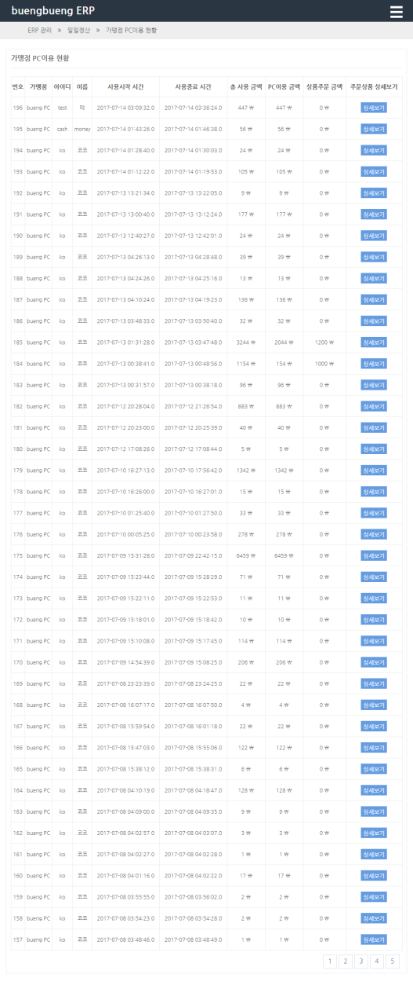 buengbueng ERP
ERP 관리 » 일일정산 » 가맹점 PC이용 현황
가맹점 PC이용 현황
번호 가맹점 아이디 이름 사용시작 시간 사용종료 시간 총 사용 금액 PC이용 금액 상품주문 금액 주문상품 상세보기
196 bueng PC test 2017-07-14 03:09:32.0 2017-07-14 03:36:24.0 447 ₩ 447 ₩ 0 ₩ 상세보기
195 bueng PC cash money 2017-07-14 01:43:26.0 2017-07-14 01:46:38.0 56 ₩ 56 ₩ 0 ₩ 상세보기
194 bueng PC ko 코코 2017-07-14 01:28:40.0 2017-07-14 01:30:03.0 24 ₩ 24 ₩ 0 ₩ 상세보기
193 bueng PC ko 코코 2017-07-14 01:12:22.0 2017-07-14 01:19:53.0 105 ₩ 105 ₩ 0 ₩ 상세보기
192 bueng PC ko 코코 2017-07-13 13:21:34.0 2017-07-13 13:22:05.0 9 ₩ 9 ₩ 0 ₩ 상세보기
191 bueng PC ko 코코 2017-07-13 13:00:40.0 2017-07-13 13:12:24.0 177 ₩ 177 ₩ 0 ₩ 상세보기
190 bueng PC ko 코코 2017-07-13 12:40:27.0 2017-07-13 12:42:01.0 24 ₩ 24 ₩ 0 ₩ 상세보기
189 bueng PC ko 코코 2017-07-13 04:26:13.0 2017-07-13 04:28:48.0 39 ₩ 39 ₩ 0 ₩ 상세보기
188 bueng PC ko 코코 2017-07-13 04:24:26.0 2017-07-13 04:25:16.0 13 ₩ 13 ₩ 0 ₩ 상세보기
187 bueng PC ko 코코 2017-07-13 04:10:24.0 2017-07-13 04:19:23.0 136 ₩ 136 ₩ 0 ₩ 상세보기
186 bueng PC ko 코코 2017-07-13 03:48:33.0 2017-07-13 03:50:40.0 32 ₩ 32 ₩ 0 ₩ 상세보기
185 bueng PC ko 코코 2017-07-13 01:31:28.0 2017-07-13 03:47:48.0 3244 ₩ 2044 ₩ 1200 ₩ 상세보기
184 bueng PC ko 코코 2017-07-13 00:38:41.0 2017-07-13 00:48:56.0 1154 ₩ 154 ₩ 1000 ₩ 상세보기
183 bueng PC ko 코코 2017-07-13 00:31:57.0 2017-07-13 00:38:18.0 96 ₩ 96 ₩ 0 ₩ 상세보기
182 bueng PC ko 코코 2017-07-12 20:28:04.0 2017-07-12 21:26:54.0 883 ₩ 883 ₩ 0 ₩ 상세보기
181 bueng PC ko 코코 2017-07-12 20:23:00.0 2017-07-12 20:25:39.0 40 ₩ 40 ₩ 0 ₩ 상세보기
180 bueng PC ko 코코 2017-07-12 17:08:26.0 2017-07-12 17:08:44.0 5 ₩ 5 ₩ 0 ₩ 상세보기
179 bueng PC ko 코코 2017-07-10 16:27:13.0 2017-07-10 17:56:42.0 1342 ₩ 1342 ₩ 0 ₩ 상세보기
178 bueng PC ko 코코 2017-07-10 16:26:00.0 2017-07-10 16:27:01.0 15 ₩ 15 ₩ 0 ₩ 상세보기
177 bueng PC ko 코코 2017-07-10 01:25:40.0 2017-07-10 01:27:50.0 33 ₩ 33 ₩ 0 ₩ 상세보기
176 bueng PC ko 코코 2017-07-10 00:05:25.0 2017-07-10 00:23:58.0 278 ₩ 278 ₩ 0 ₩ 상세보기
175 bueng PC ko 코코 2017-07-09 15:31:28.0 2017-07-09 22:42:15.0 6459 ₩ 6459 ₩ 0 ₩ 상세보기
174 bueng PC ko 코코 2017-07-09 15:23:44.0 2017-07-09 15:28:29.0 71 ₩ 71 ₩ 0 ₩ 상세보기
173 bueng PC ko 코코 2017-07-09 15:22:11.0 2017-07-09 15:22:53.0 11 ₩ 11 ₩ 0 ₩ 상세보기
172 bueng PC ko 코코 2017-07-09 15:18:01.0 2017-07-09 15:18:42.0 10 ₩ 10 ₩ 0 ₩ 상세보기
171 bueng PC ko 코코 2017-07-09 15:10:08.0 2017-07-09 15:17:45.0 114 ₩ 114 ₩ 0 ₩ 상세보기
170 bueng PC ko 코코 2017-07-09 14:54:39.0 2017-07-09 15:08:25.0 206 ₩ 206 ₩ 0 ₩ 상세보기
169 bueng PC ko 코코 2017-07-08 23:23:39.0 2017-07-08 23:24:25.0 22 ₩ 22 ₩ 0 ₩ 상세보기
168 bueng PC ko 코코 2017-07-08 16:07:17.0 2017-07-08 16:07:50.0 4 ₩ 4 ₩ 0 ₩ 상세보기
167 bueng PC ko 코코 2017-07-08 15:59:54.0 2017-07-08 16:01:18.0 22 ₩ 22 ₩ 0 ₩ 상세보기
166 bueng PC ko 코코 2017-07-08 15:47:03.0 2017-07-08 15:55:06.0 122 ₩ 122 ₩ 0 ₩ 상세보기
165 bueng PC ko 코코 2017-07-08 15:38:12.0 2017-07-08 15:38:31.0 6 ₩ 6 ₩ 0 ₩ 상세보기
164 bueng PC ko 코코 2017-07-08 04:10:19.0 2017-07-08 04:18:47.0 128 ₩ 128 ₩ 0 ₩ 상세보기
163 bueng PC ko 코코 2017-07-08 04:09:00.0 2017-07-08 04:09:35.0 9 ₩ 9 ₩ 0 ₩ 상세보기
162 bueng PC ko 코코 2017-07-08 04:02:57.0 2017-07-08 04:03:07.0 3 ₩ 3 ₩ 0 ₩ 상세보기
161 bueng PC ko 코코 2017-07-08 04:02:27.0 2017-07-08 04:02:28.0 1 ₩ 1 ₩ 0 ₩ 상세보기
160 bueng PC ko 코코 2017-07-08 04:01:16.0 2017-07-08 04:02:22.0 17 ₩ 17 ₩ 0 ₩ 상세보기
159 bueng PC ko 코코 2017-07-08 03:55:55.0 2017-07-08 03:56:02.0 2 ₩ 2 ₩ 0 ₩ 상세보기
158 bueng PC ko 코코 2017-07-08 03:54:23.0 2017-07-08 03:54:28.0 2 ₩ 2 ₩ 0 ₩ 상세보기
157 bueng PC ko 코코 2017-07-08 03:48:46.0 2017-07-08 03:48:49.0 1 ₩ 1 ₩ 0 ₩ 상세보기
1 2 3 4 5